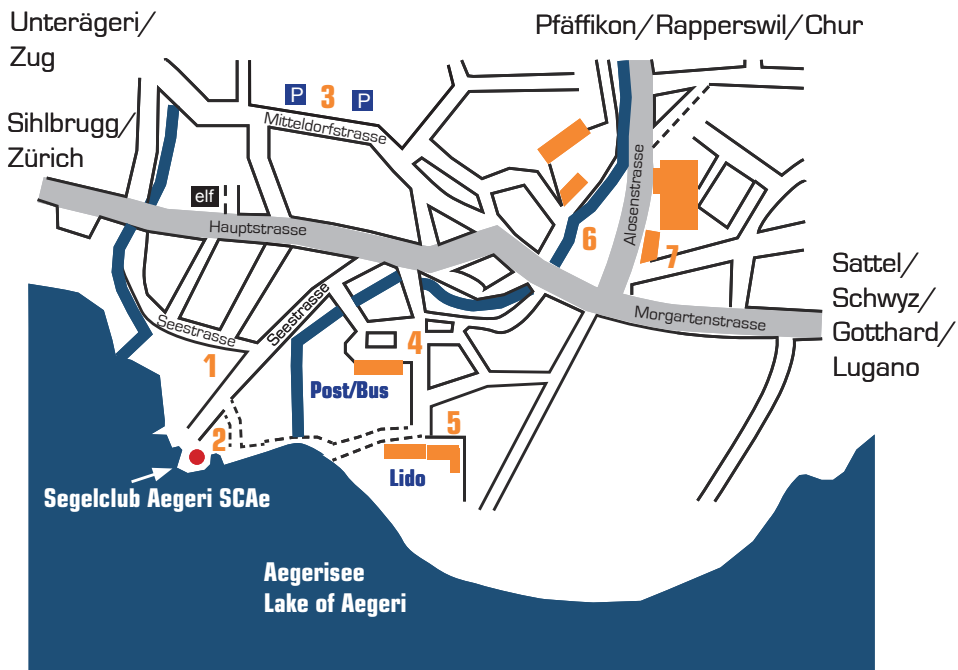 Unterägeri/
Zug
Pfäffikon/Rapperswil/Chur
Sihlbrugg/
Zürich
P
3
P
Mitteldorfstrasse
elf
Hauptstrasse
Alosenstrasse
6
7
Sattel/
Schwyz/
Gotthard/
Lugano
Seestrasse
Seestrasse
Morgartenstrasse
1
4
Post/Bus
2
5
Lido
Segelclub Aegeri SCAe
Aegerisee
Lake of Aegeri